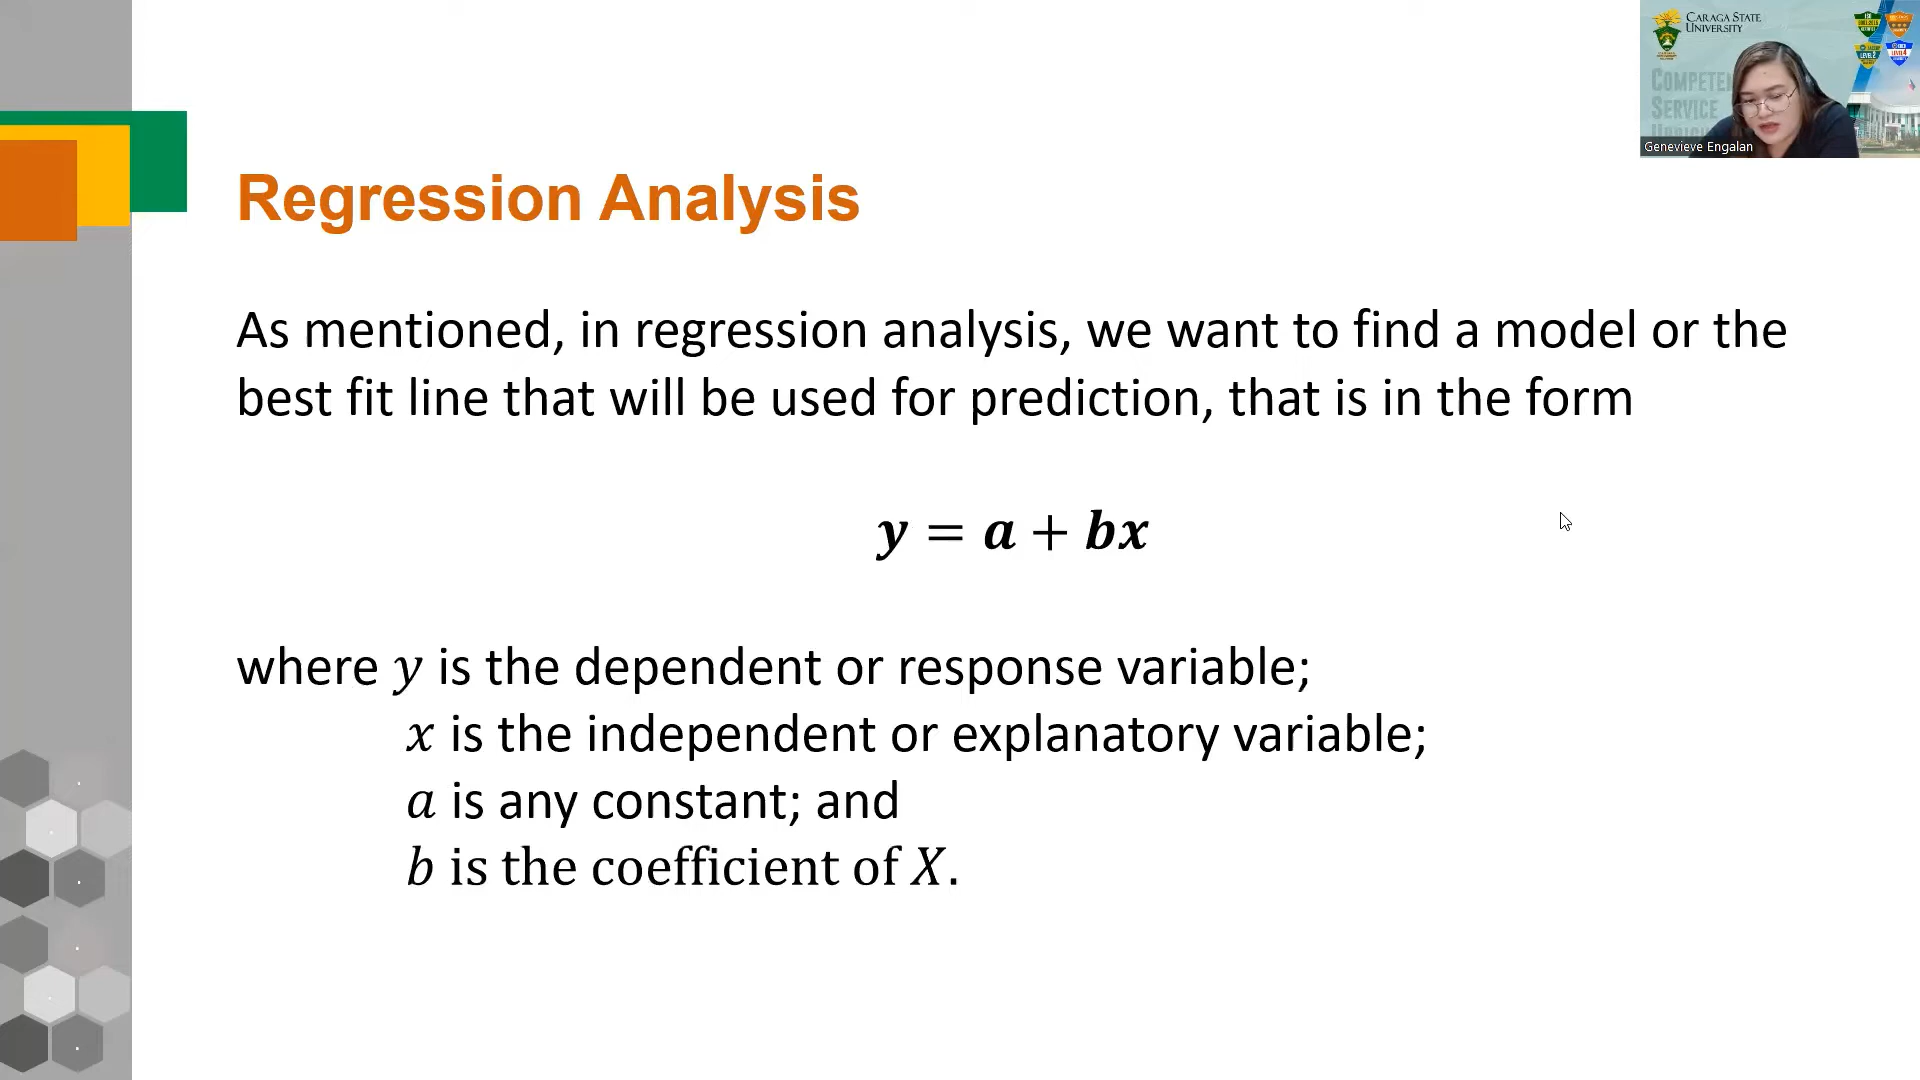 CARAGA STATE
UNIVERSITY
SERVICE
Genevieve Engalan
Regression Analysis
As mentioned, in regression analysis, we want to find a model or the
best fit line that will be used for prediction, that is in the form
y = a + bx
where y is the dependent or response variable;
x is the independent or explanatory variable;
a is any constant; and
b is the coefficient of X.